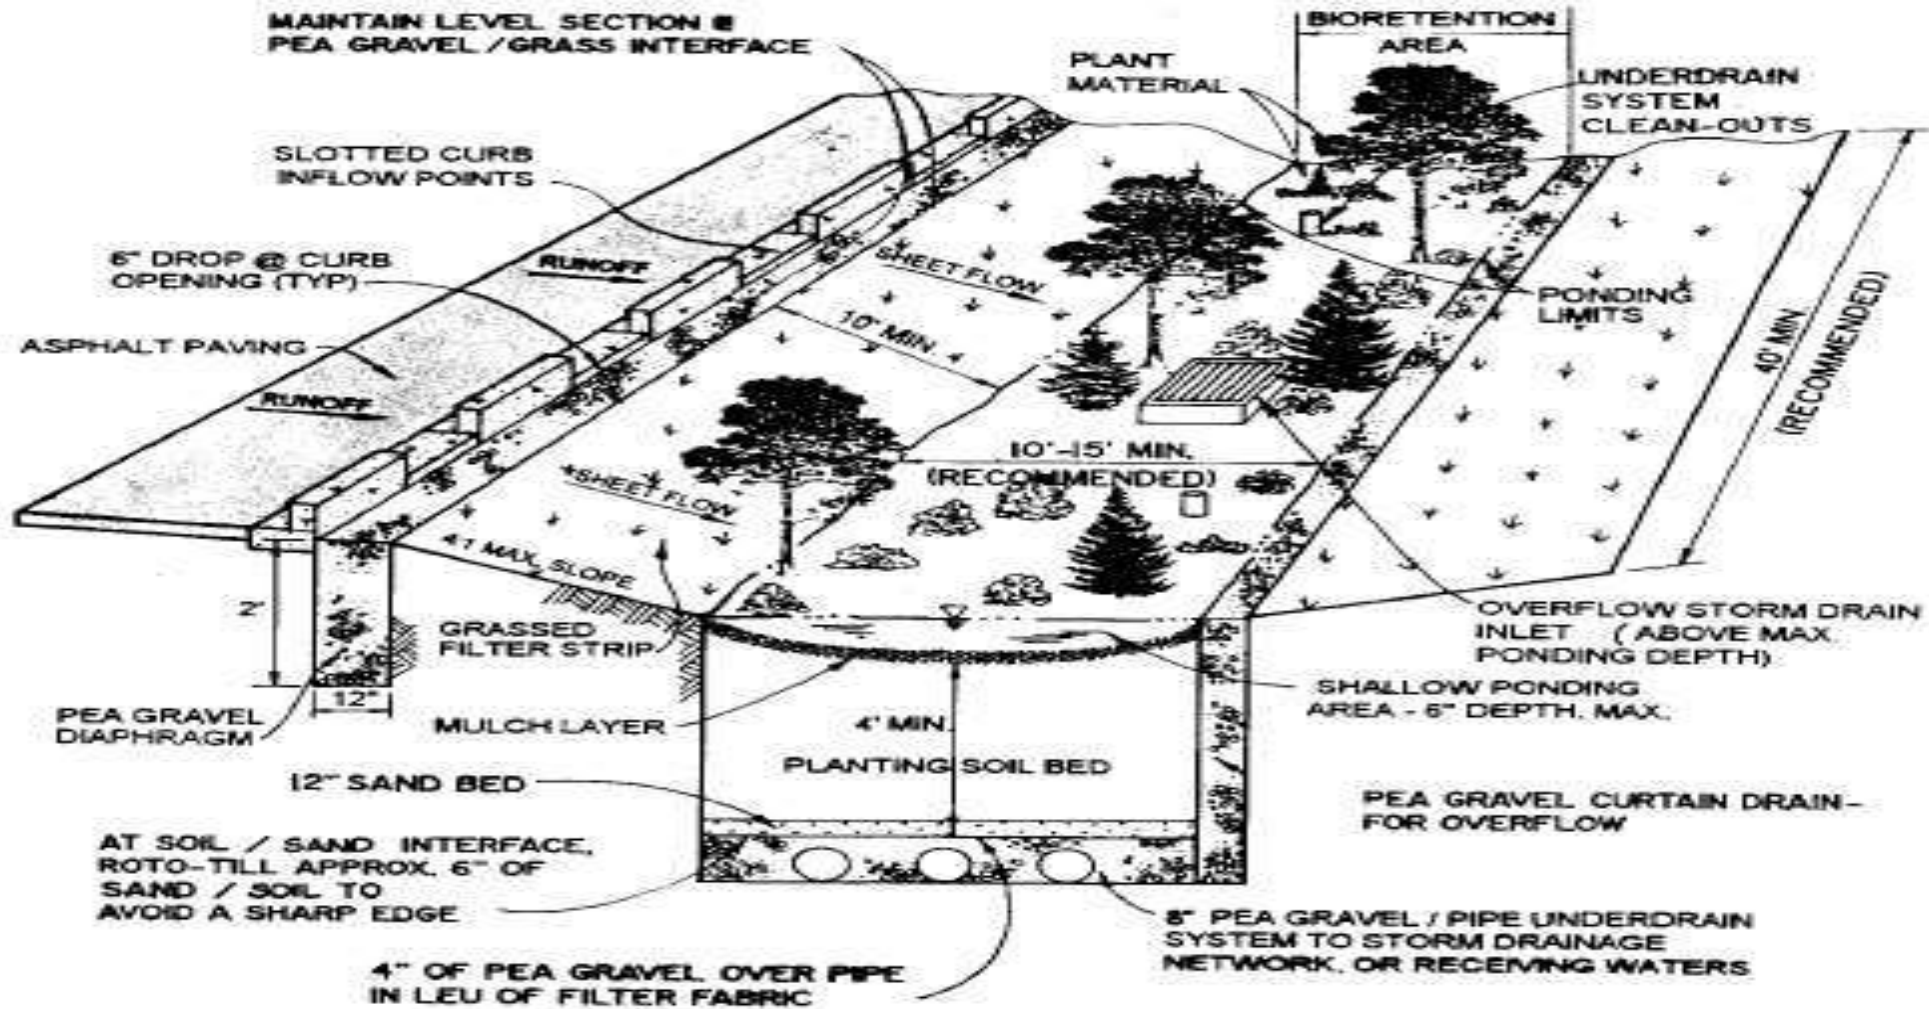 MAINTAIN LEVEL SECTION @
PEA GRAVEL / GRASS INTERFACE
BIORETENTION
AREA
PLANT
MATERIAL
UNDERDRAIN
SYSTEM
CLEAN-OUTS
SLOTTED CURB
INFLOW POINTS
6" DROP @ CURB
OPENING (TYP)
RUNOFF
SHEET FLOW
PONDING
LIMITS
10' MIN.
ASPHALT PAVING
40' MIN
(RECOMMENDED)
RUNOFF
10'-15' MIN.
(RECOMMENDED)
SHEET FLOW
4:1 MAX. SLOPE
2'
GRASSED
FILTER STRIP
OVERFLOW STORM DRAIN
INLET ( ABOVE MAX.
PONDING DEPTH)
SHALLOW PONDING
AREA - 6" DEPTH. MAX.
12"
PEA GRAVEL
DIAPHRAGM
MULCH LAYER
4' MIN.
PLANTING SOIL BED
12" SAND BED
PEA GRAVEL CURTAIN DRAIN-
FOR OVERFLOW
AT SOIL / SAND INTERFACE,
ROTO-TILL APPROX. 6" OF
SAND / SOIL TO
AVOID A SHARP EDGE
8" PEA GRAVEL / PIPE UNDERDRAIN
SYSTEM TO STORM DRAINAGE
NETWORK, OR RECEIVING WATERS
4" OF PEA GRAVEL OVER PIPE
IN LEU OF FILTER FABRIC